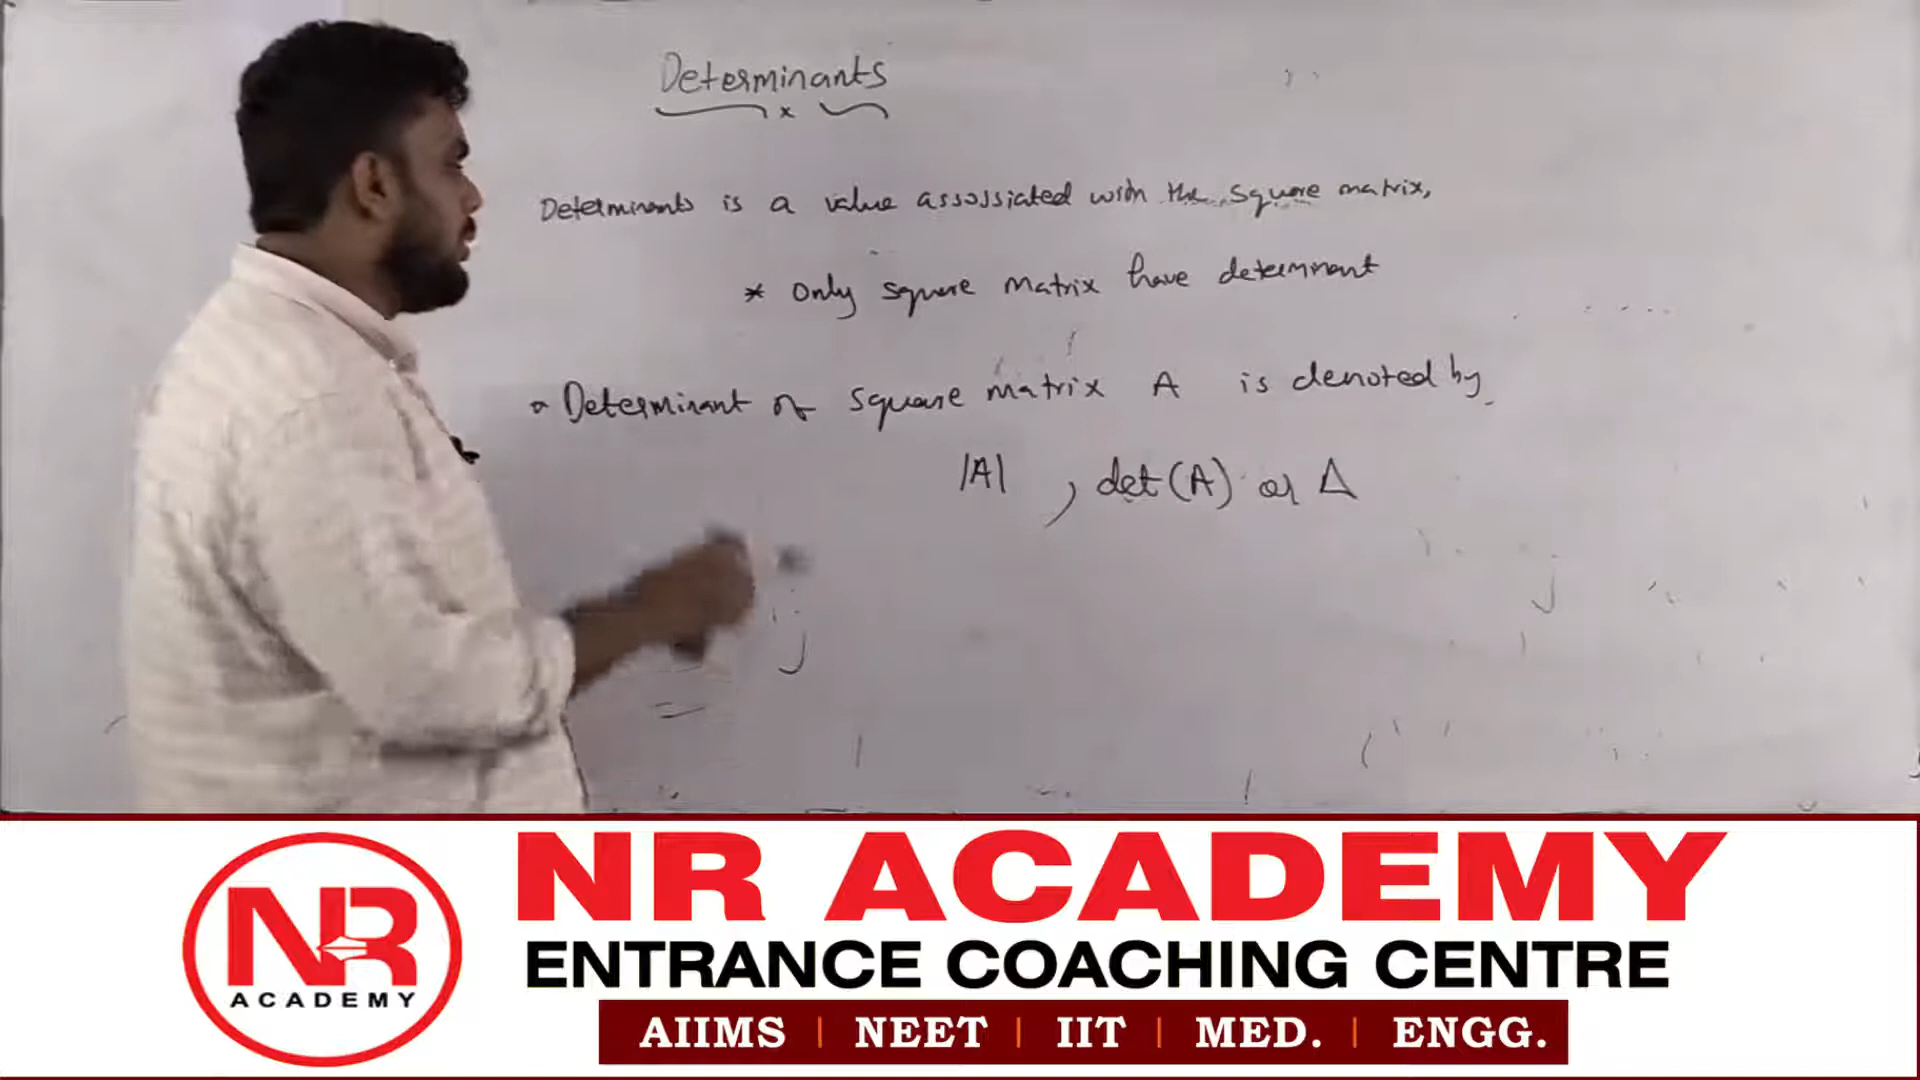 Determinants
Determinants is a value assossiated with the square matrix,
* Only square matrix have determinant
Determinant of square matrix A is denoted by
|A| , det(A) or Δ
NR ACADEMY
ENTRANCE COACHING CENTRE
AIIMS | NEET | IIT | MED. | ENGG.
NR
ACADEMY